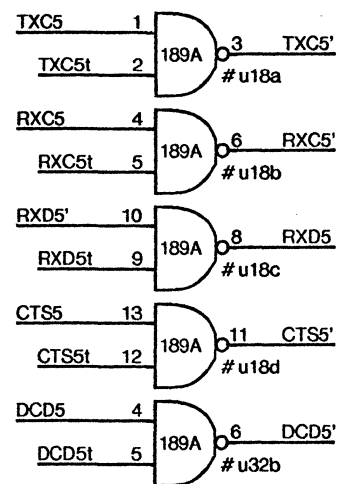 TXC5 1
189A 3 TXC5'
TXC5t 2
# u18a
RXC5 4
189A 6 RXC5'
RXC5t 5
# u18b
RXD5' 10
189A 8 RXD5
RXD5t 9
# u18c
CTS5 13
189A 11 CTS5'
CTS5t 12
# u18d
DCD5 4
189A 6 DCD5'
DCD5t 5
# u32b